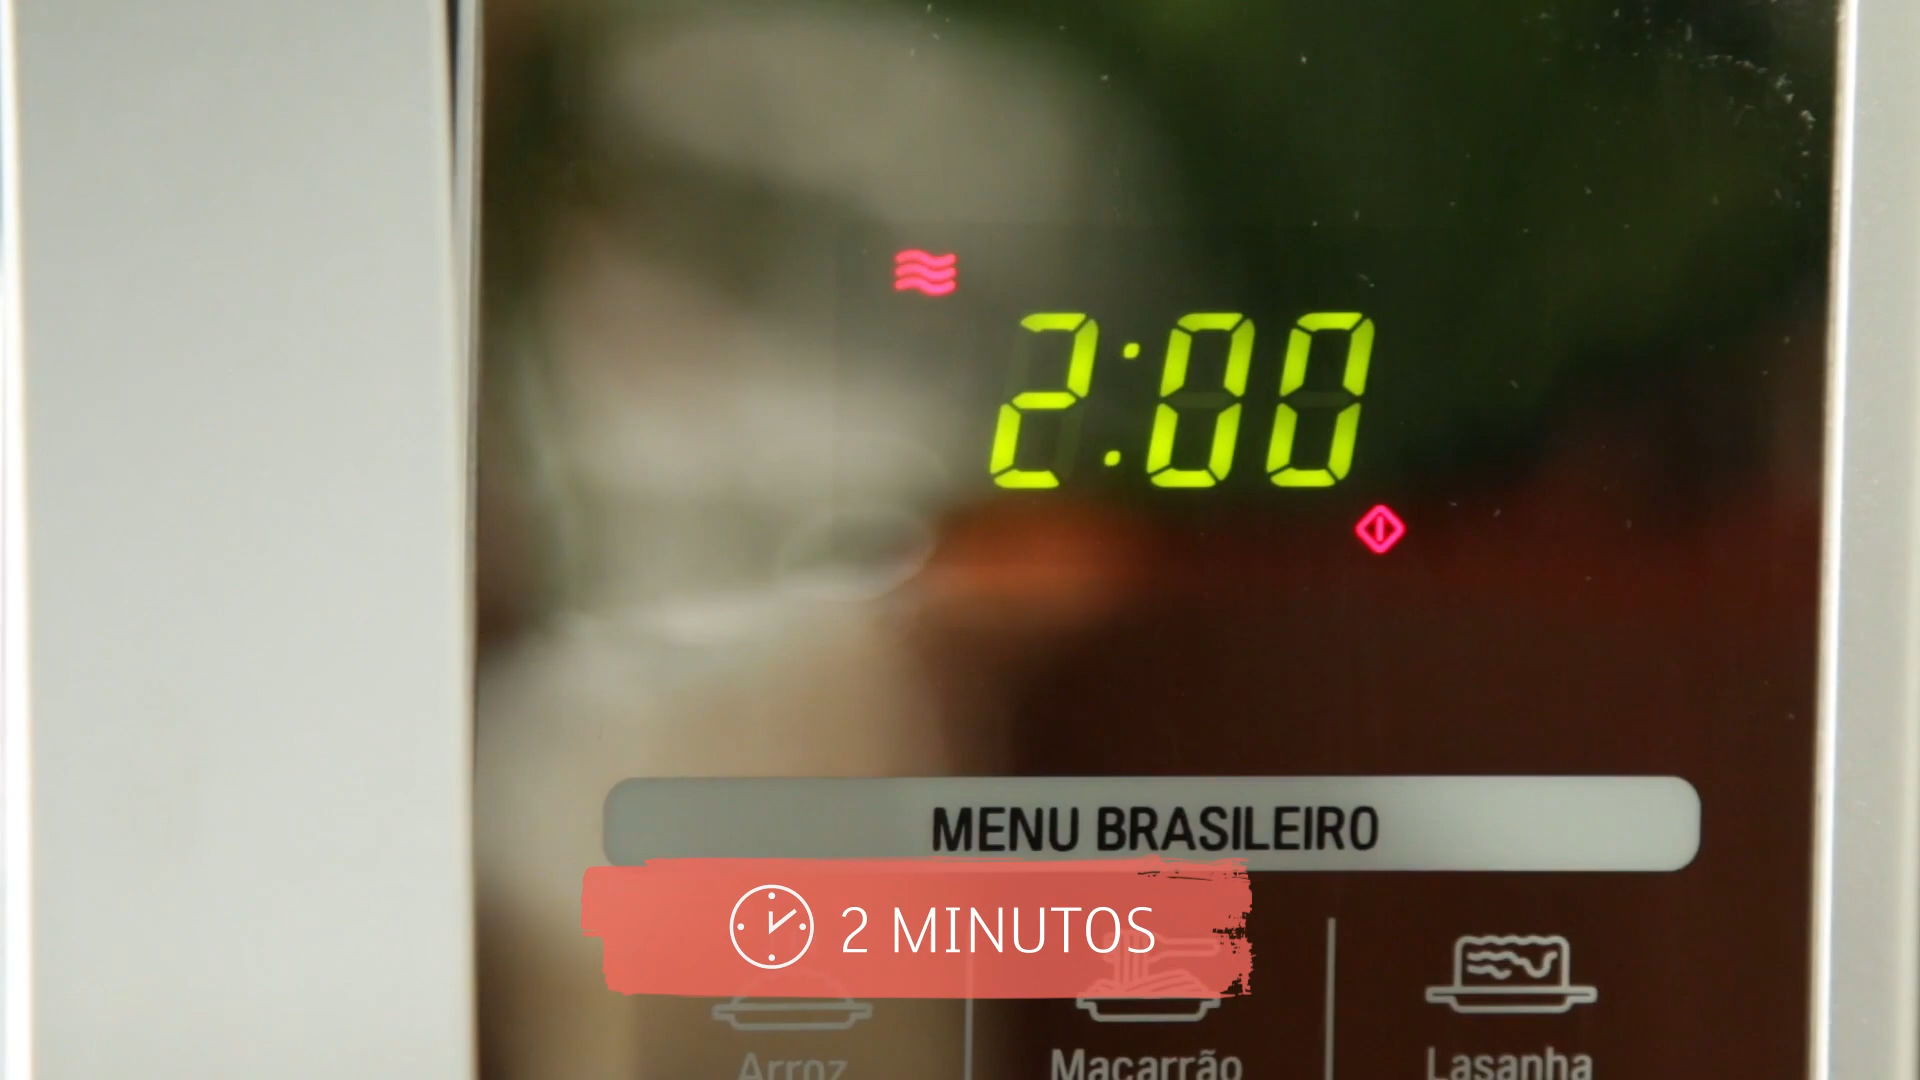 2:00
MENU BRASILEIRO
2 MINUTOS
Arroz
Macarrão
Lasanha